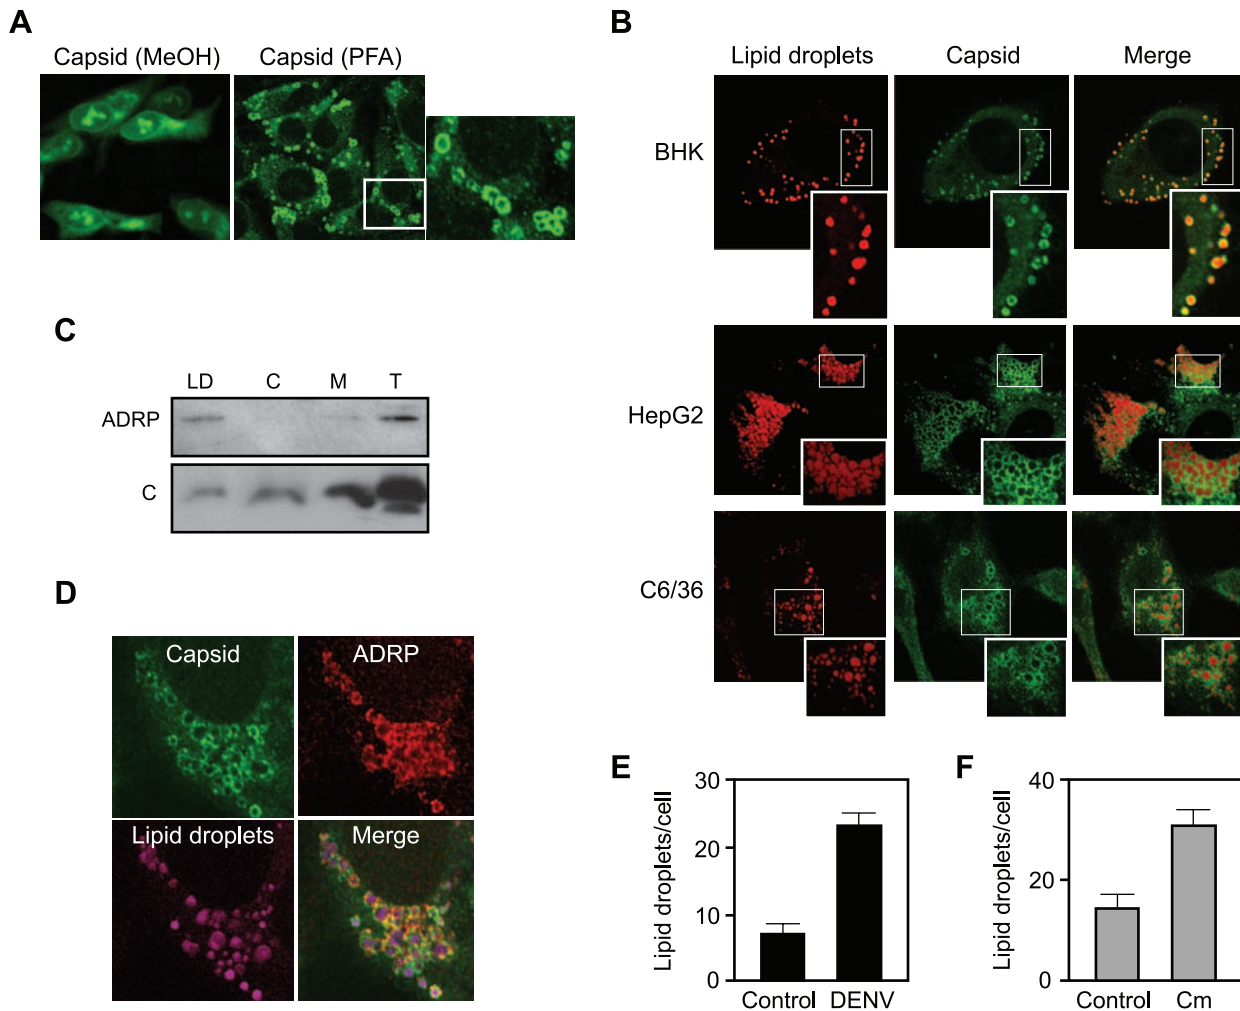 A
Capsid (MeOH) Capsid (PFA)
B
Lipid droplets Capsid Merge
BHK
HepG2
C6/36
C
LD C M T
ADRP
C
D
Capsid ADRP
Lipid droplets Merge
E
Lipid droplets/cell
30
20
10
0
Control DENV
F
Lipid droplets/cell
40
20
0
Control Cm